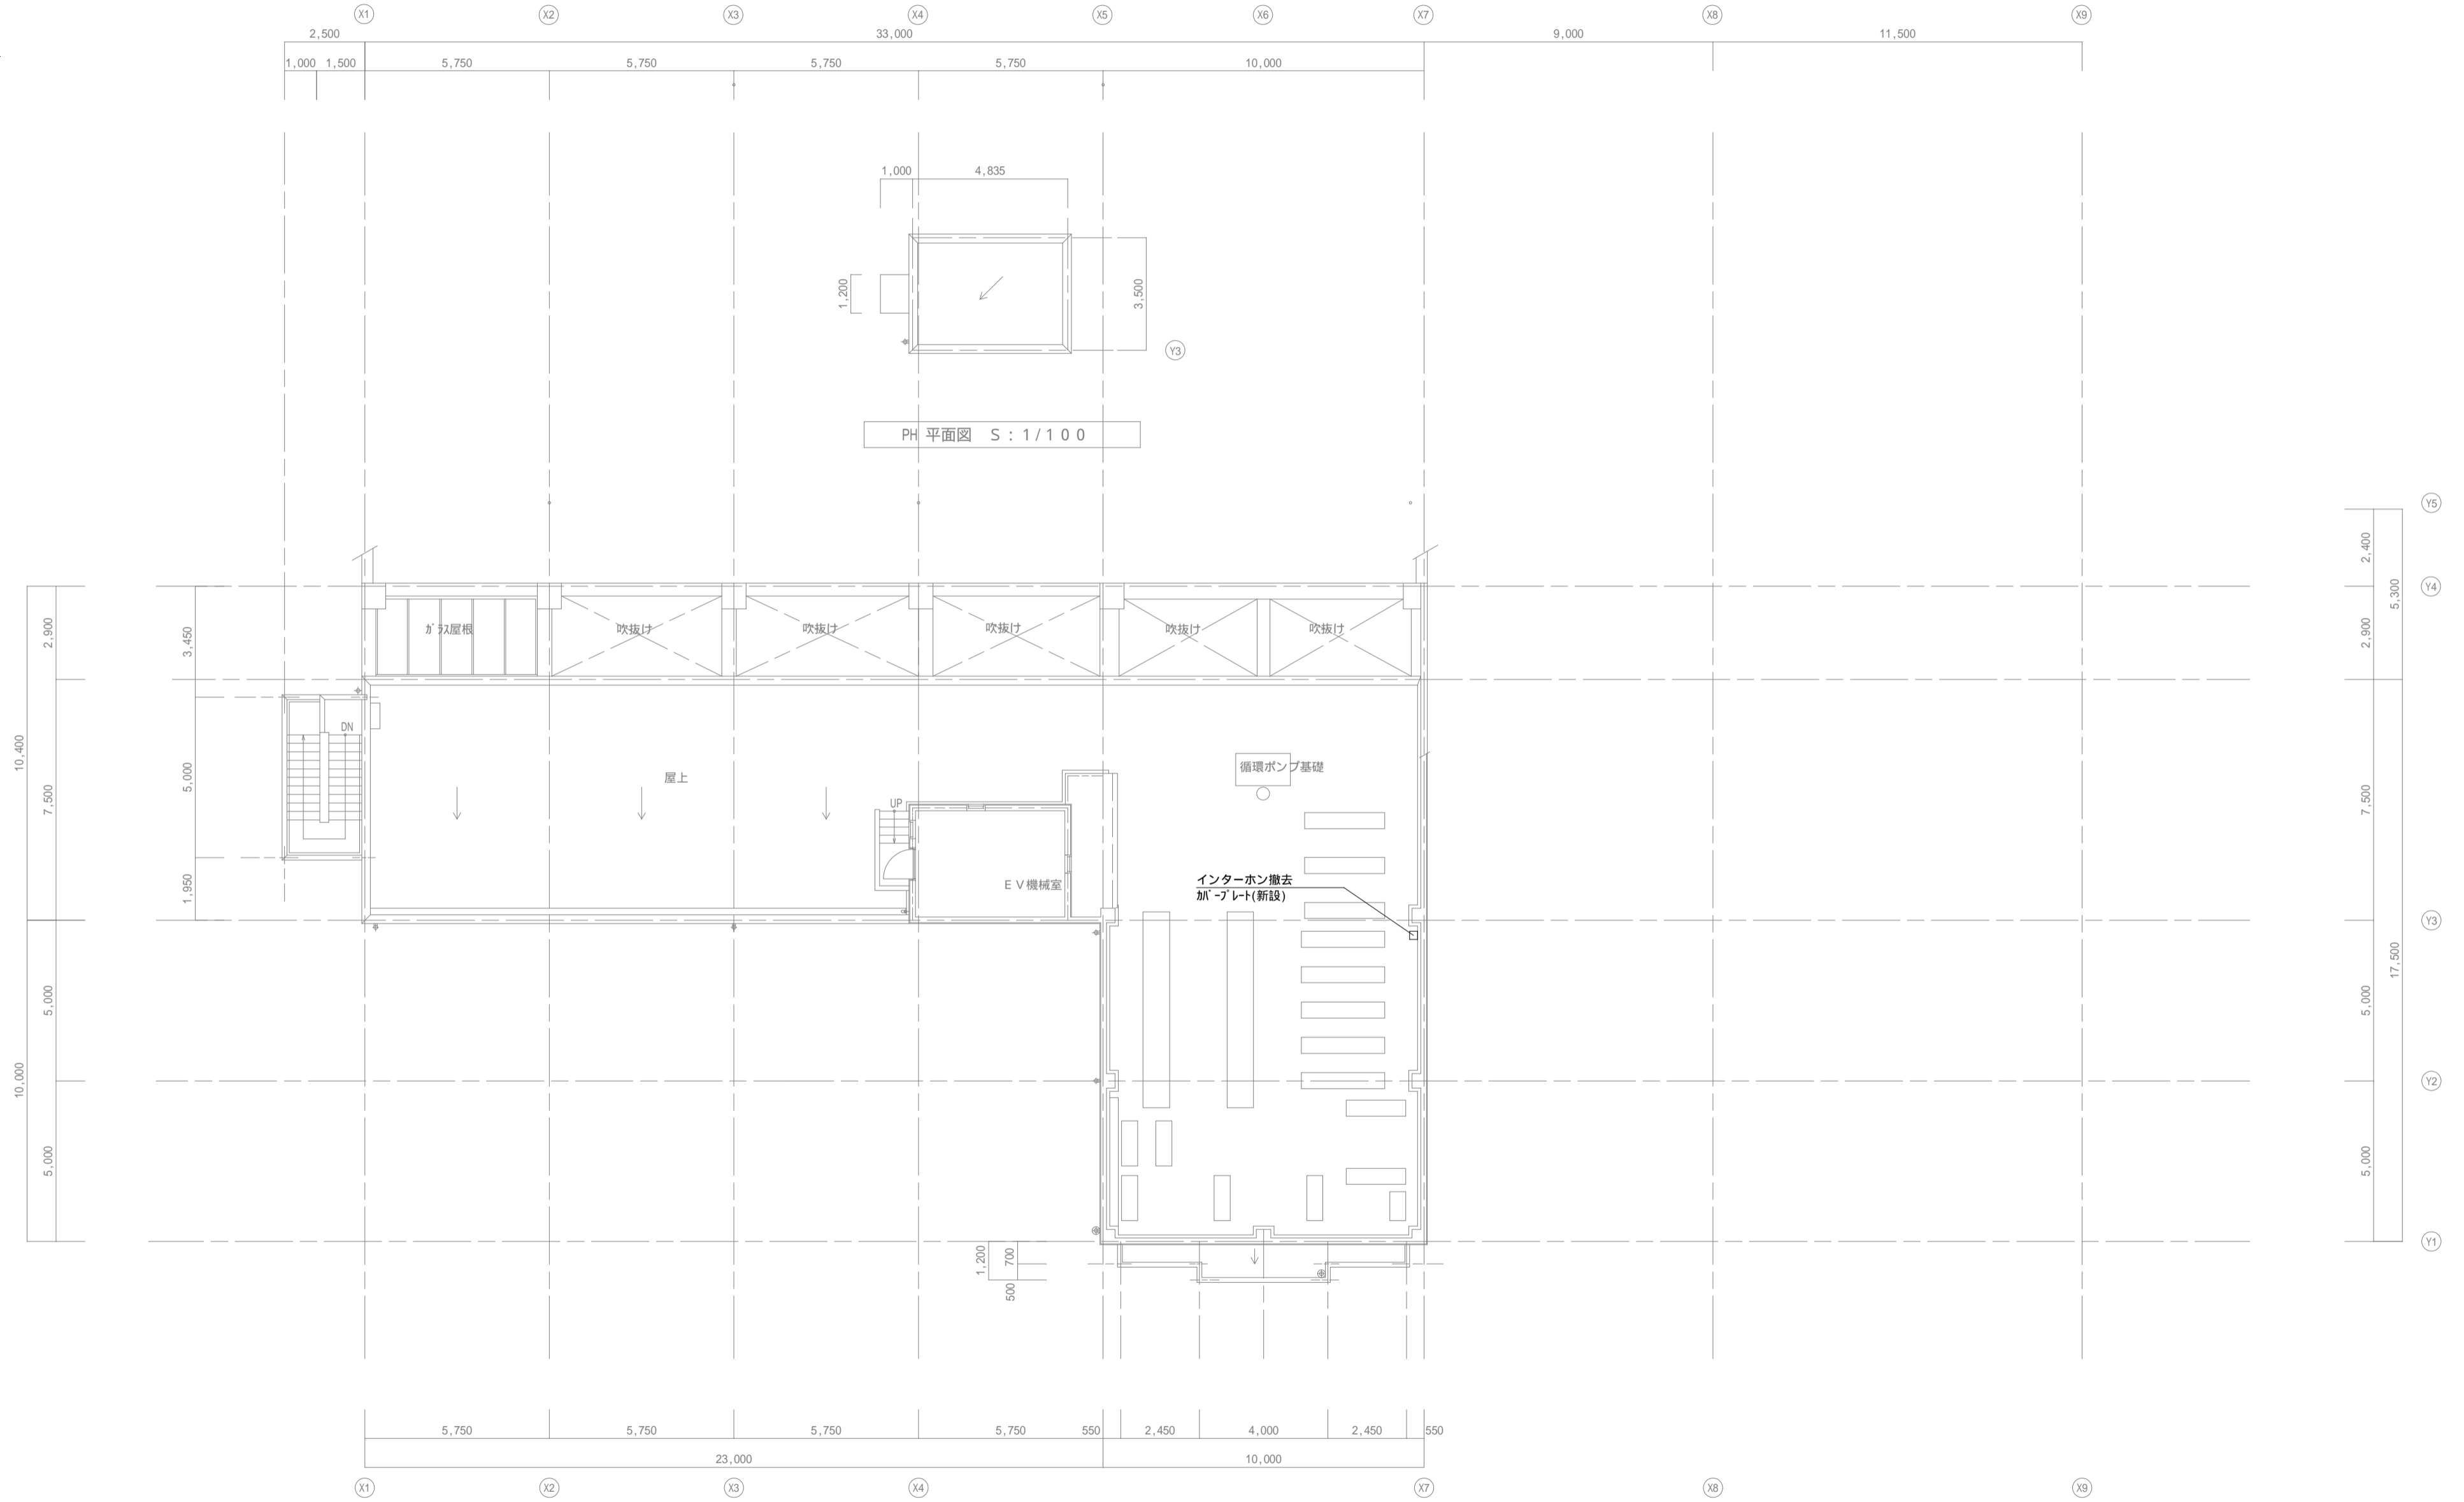 X1 X2 X3 X4 X5 X6 X7 X8 X9
2,500 33,000 9,000 11,500
1,000 1,500 5,750 5,750 5,750 5,750 10,000
1,000 4,835
1,200
3,500
Y3
PH 平面図 S：1/100
Y5
2,400
Y4
5,300
2,900
3,450
2,900
ｶﾞﾗｽ屋根
吹抜け
吹抜け
吹抜け
吹抜け
吹抜け
DN
10,400
7,500
5,000
屋上
循環ポンプ基礎
UP
7,500
ＥＶ機械室
インターホン撤去
ｶﾊﾞｰﾌﾟﾚｰﾄ(新設)
1,950
Y3
17,500
5,000
5,000
10,000
Y2
5,000
5,000
Y1
1,200
700
500
5,750 5,750 5,750 5,750 550 2,450 4,000 2,450 550
23,000 10,000
X1 X2 X3 X4 X7 X8 X9